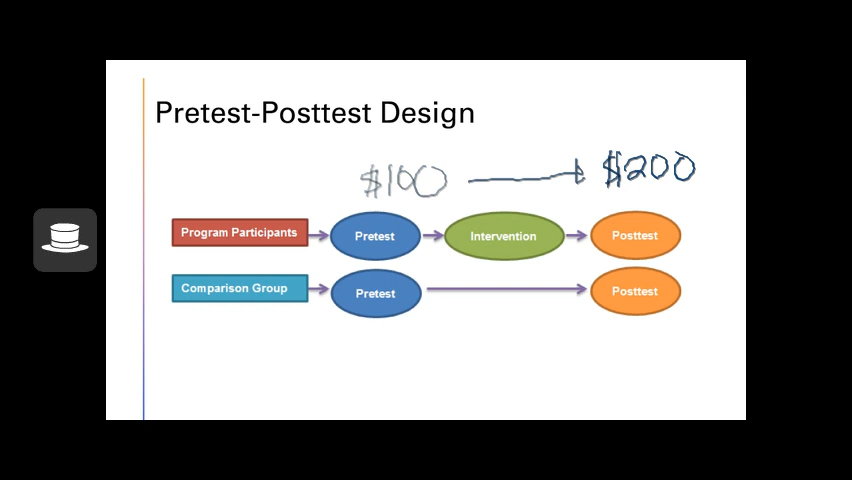 Pretest-Posttest Design
$100 $200
Program Participants Pretest Intervention Posttest
Comparison Group Pretest Posttest